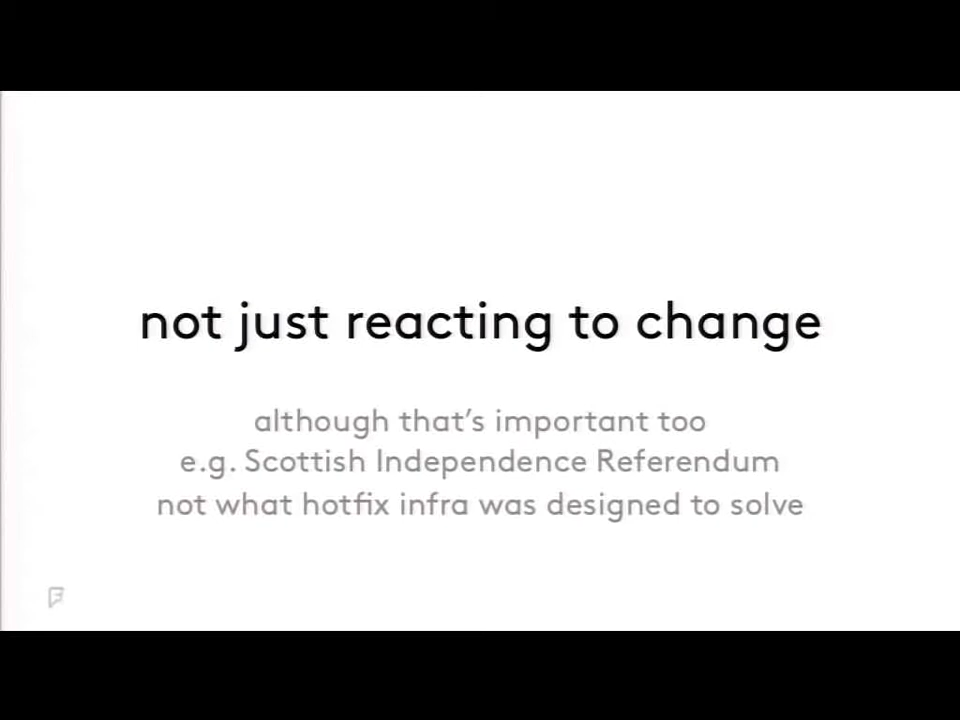 not just reacting to change
although that’s important too
e.g. Scottish Independence Referendum
not what hotfix infra was designed to solve